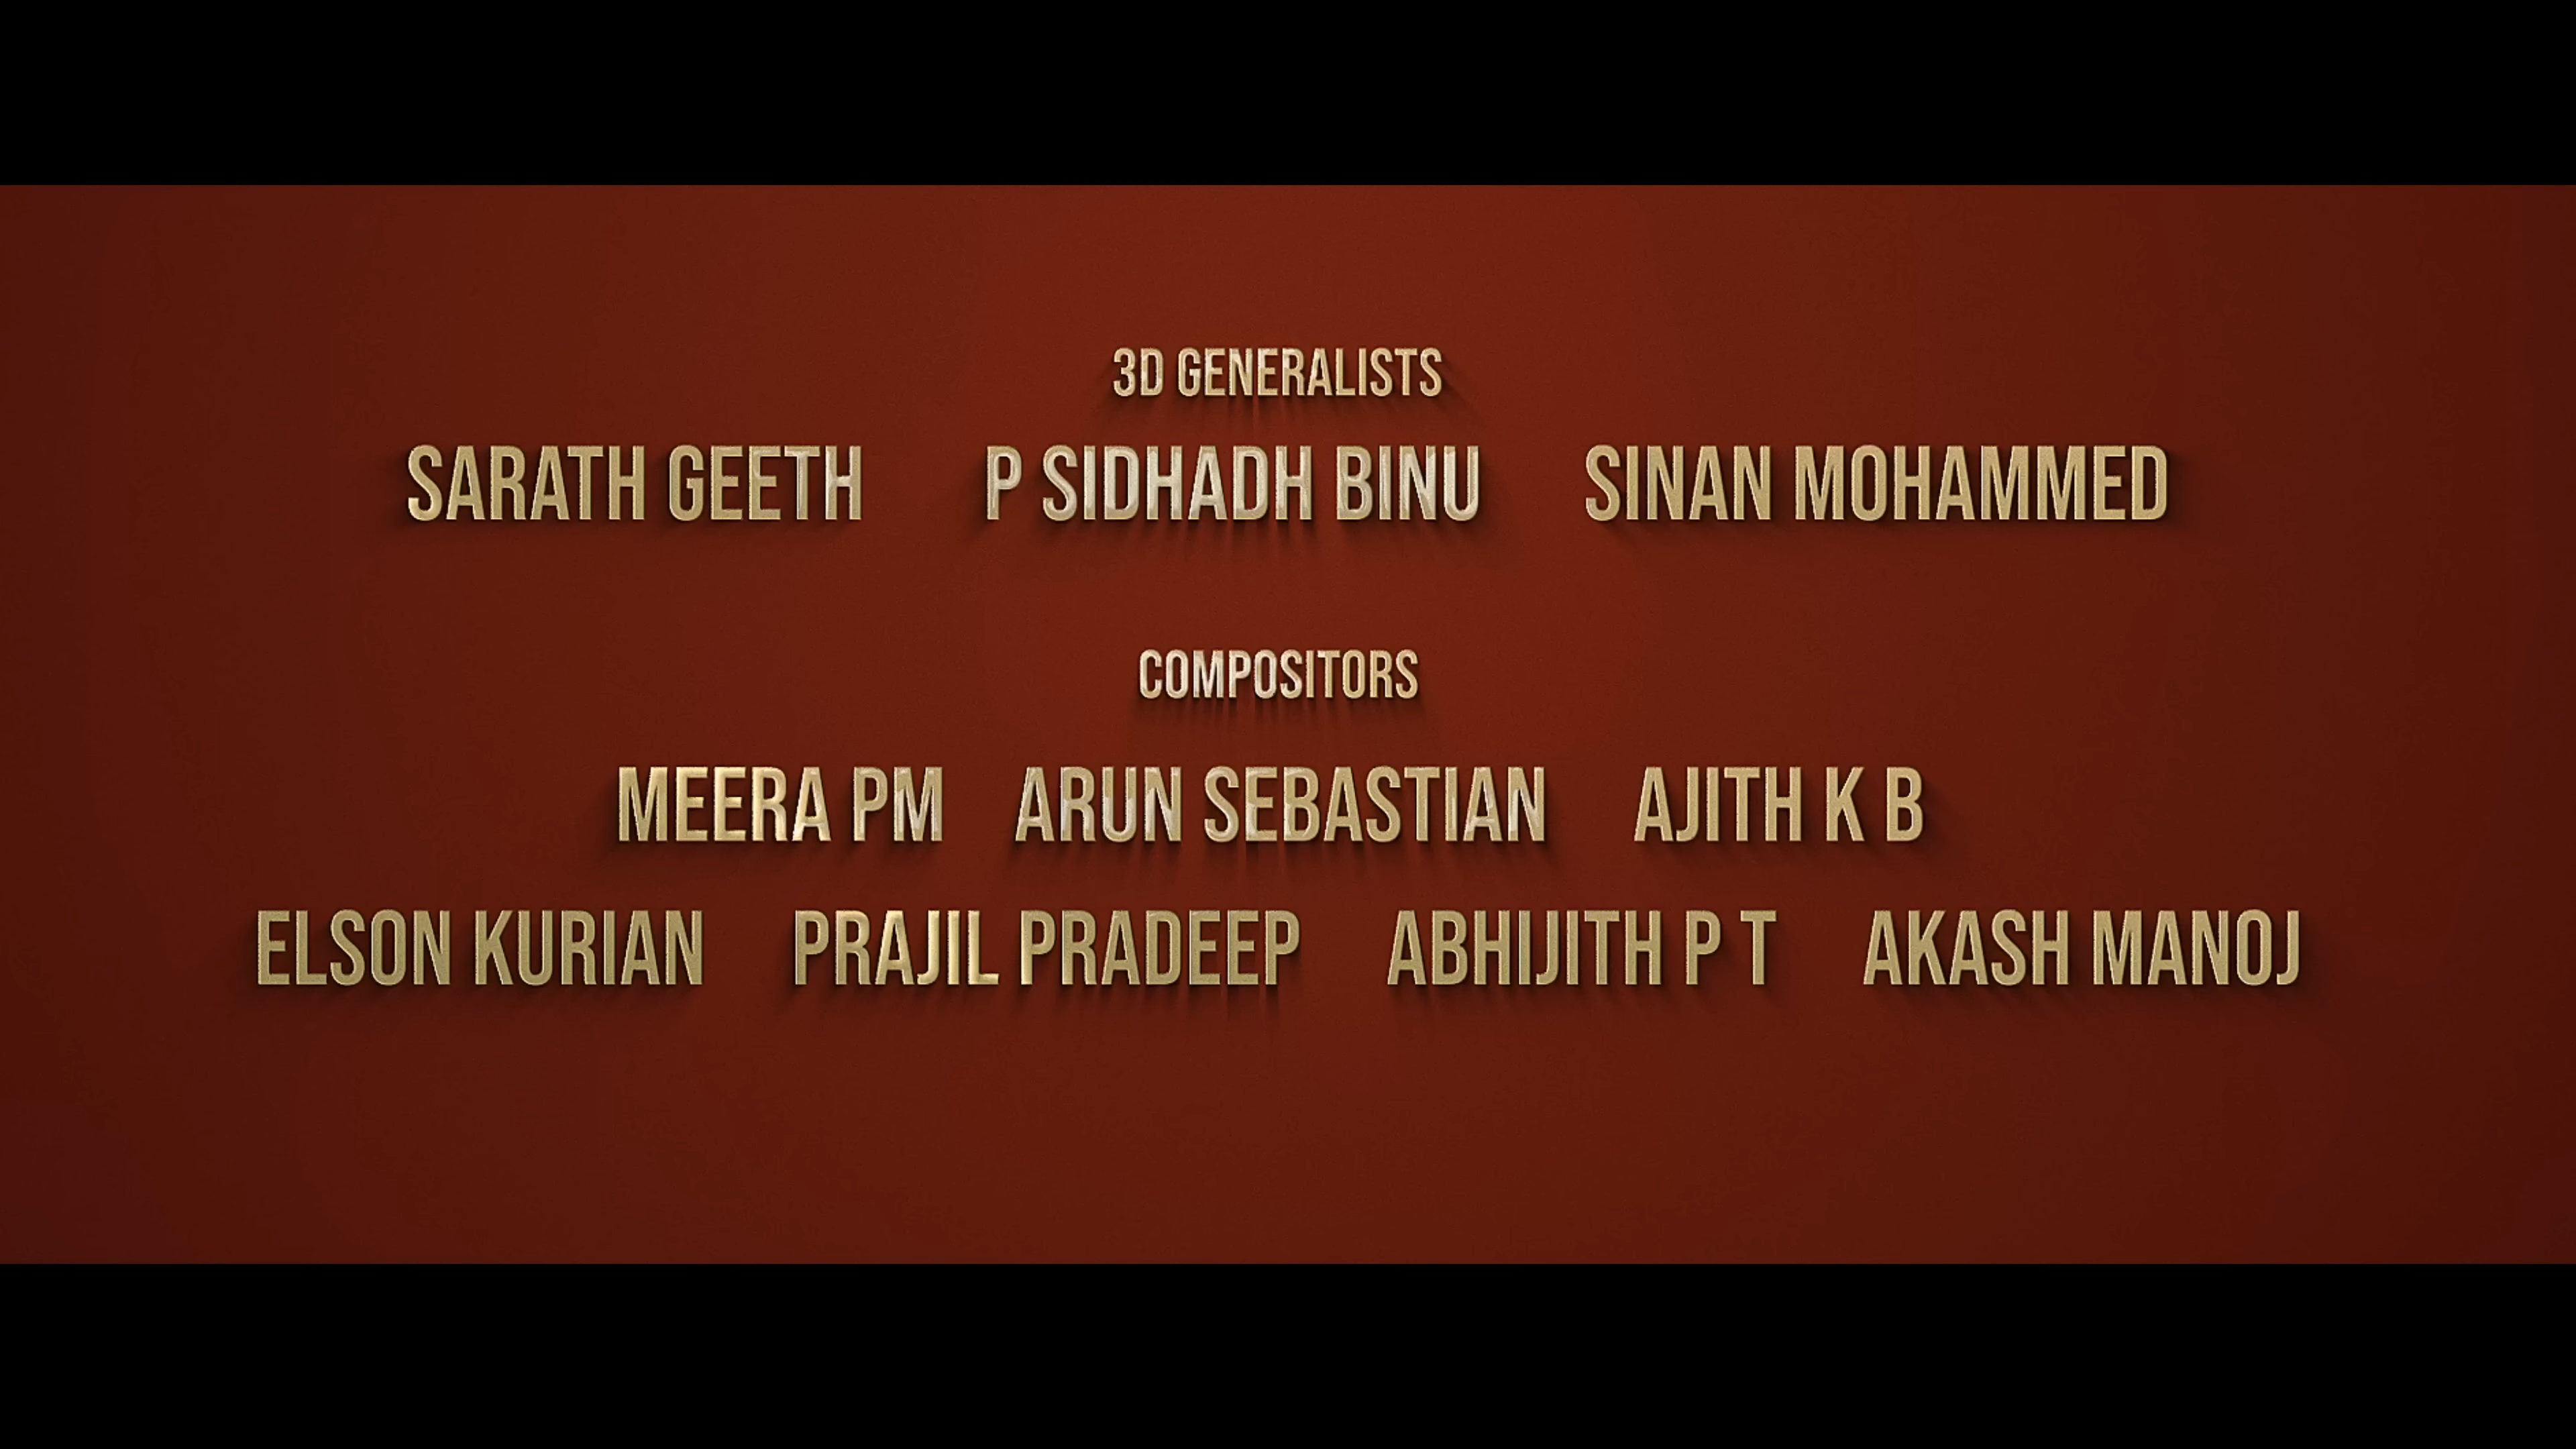 3D GENERALISTS
SARATH GEETH P SIDHADH BINU SINAN MOHAMMED
COMPOSITORS
MEERA PM ARUN SEBASTIAN AJITH K B
ELSON KURIAN PRAJIL PRADEEP ABHIJITH P T AKASH MANOJ